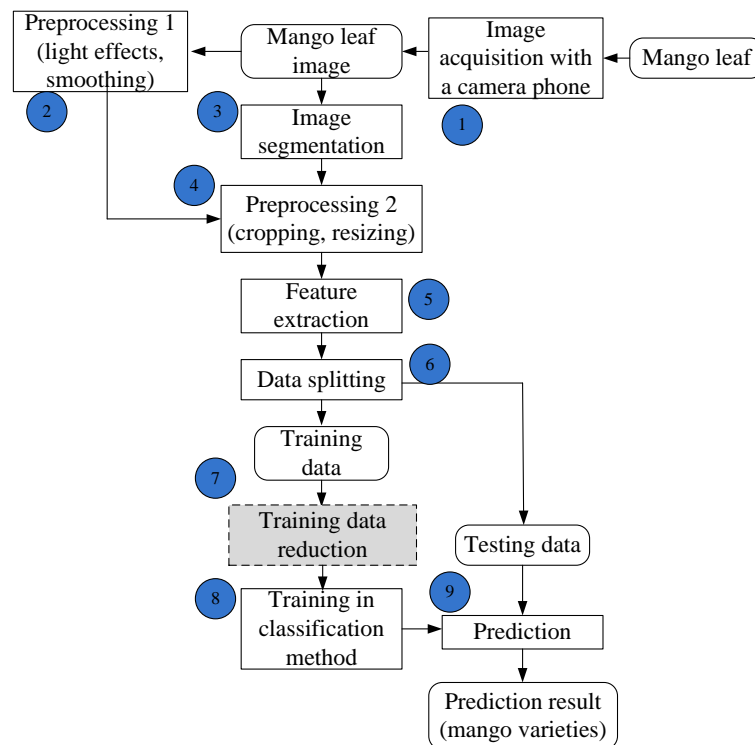 Preprocessing 1
(light effects,
smoothing)
Mango leaf
image
Image
acquisition with
a camera phone
Mango leaf
2
3
1
Image
segmentation
4
Preprocessing 2
(cropping, resizing)
Feature
extraction
5
6
Data splitting
Training
data
7
Training data
reduction
Testing data
8
Training in
classification
method
9
Prediction
Prediction result
(mango varieties)